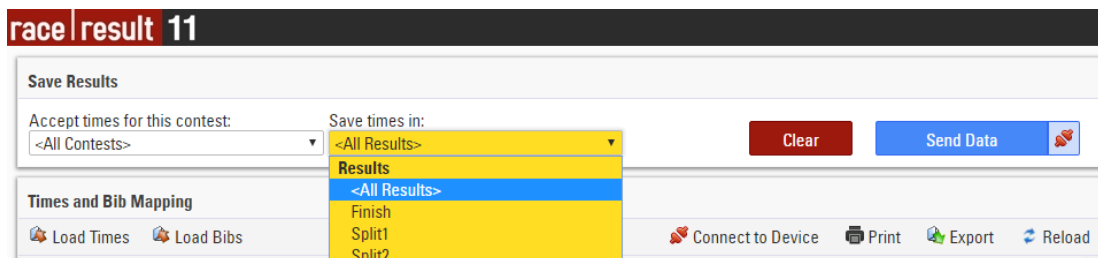 race result 11
Save Results
Accept times for this contest:
Save times in:
<All Contests>
<All Results>
Clear
Send Data
Results
<All Results>
Finish
Split1
Split2
Times and Bib Mapping
Load Times
Load Bibs
Connect to Device
Print
Export
Reload